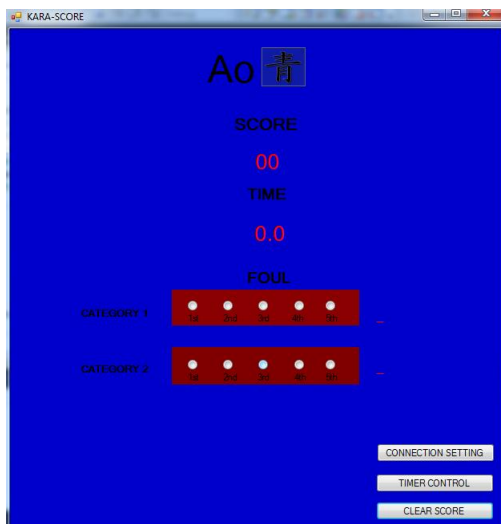 KARA-SCORE
Ao 青
SCORE
00
TIME
0.0
FOUL
CATEGORY 1
1st 2nd 3rd 4th 5th _
CATEGORY 2
1st 2nd 3rd 4th 5th _
CONNECTION SETTING
TIMER CONTROL
CLEAR SCORE